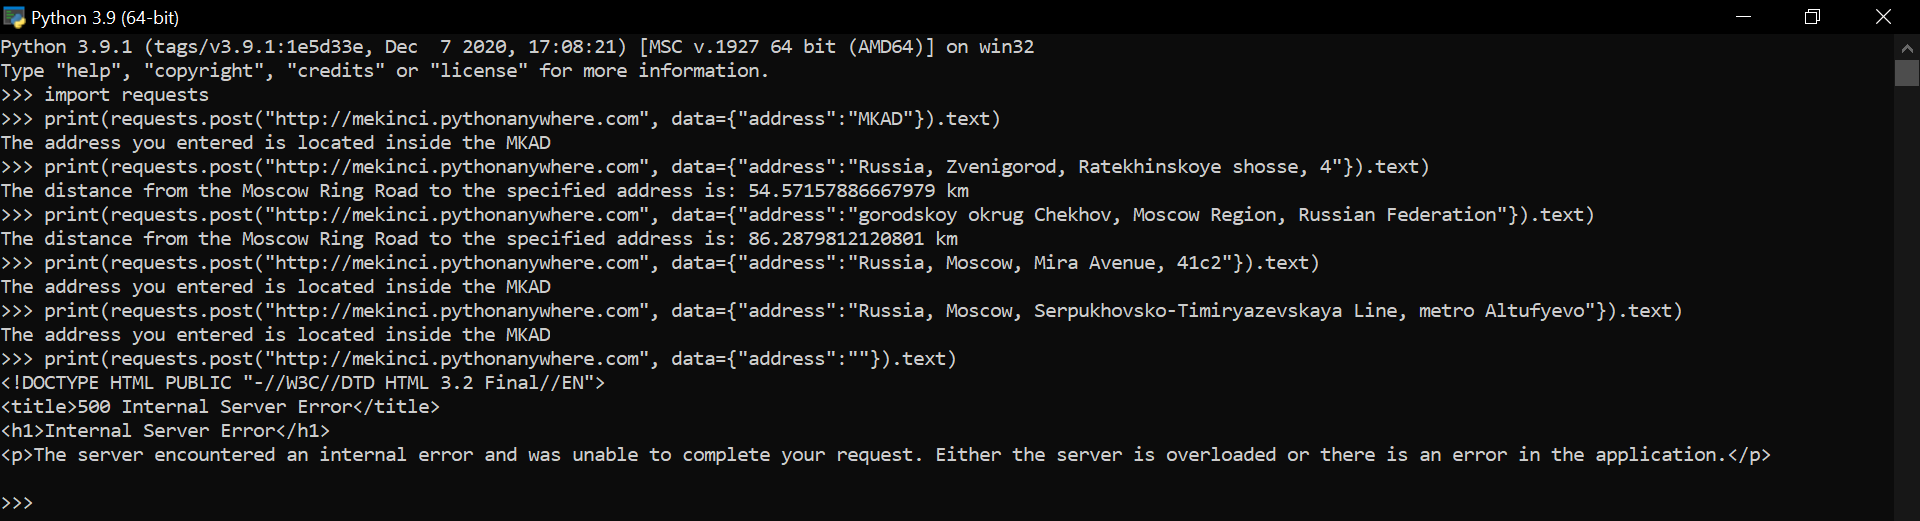 Python 3.9 (64-bit)
Python 3.9.1 (tags/v3.9.1:1e5d33e, Dec  7 2020, 17:08:21) [MSC v.1927 64 bit (AMD64)] on win32
Type "help", "copyright", "credits" or "license" for more information.
>>> import requests
>>> print(requests.post("http://mekinci.pythonanywhere.com", data={"address":"MKAD"}).text)
The address you entered is located inside the MKAD
>>> print(requests.post("http://mekinci.pythonanywhere.com", data={"address":"Russia, Zvenigorod, Ratekhinskoye shosse, 4"}).text)
The distance from the Moscow Ring Road to the specified address is: 54.57157886667979 km
>>> print(requests.post("http://mekinci.pythonanywhere.com", data={"address":"gorodskoy okrug Chekhov, Moscow Region, Russian Federation"}).text)
The distance from the Moscow Ring Road to the specified address is: 86.2879812120801 km
>>> print(requests.post("http://mekinci.pythonanywhere.com", data={"address":"Russia, Moscow, Mira Avenue, 41c2"}).text)
The address you entered is located inside the MKAD
>>> print(requests.post("http://mekinci.pythonanywhere.com", data={"address":"Russia, Moscow, Serpukhovsko-Timiryazevskaya Line, metro Altufyevo"}).text)
The address you entered is located inside the MKAD
>>> print(requests.post("http://mekinci.pythonanywhere.com", data={"address":""}).text)
<!DOCTYPE HTML PUBLIC "-//W3C//DTD HTML 3.2 Final//EN">
<title>500 Internal Server Error</title>
<h1>Internal Server Error</h1>
<p>The server encountered an internal error and was unable to complete your request. Either the server is overloaded or there is an error in the application.</p>
>>>